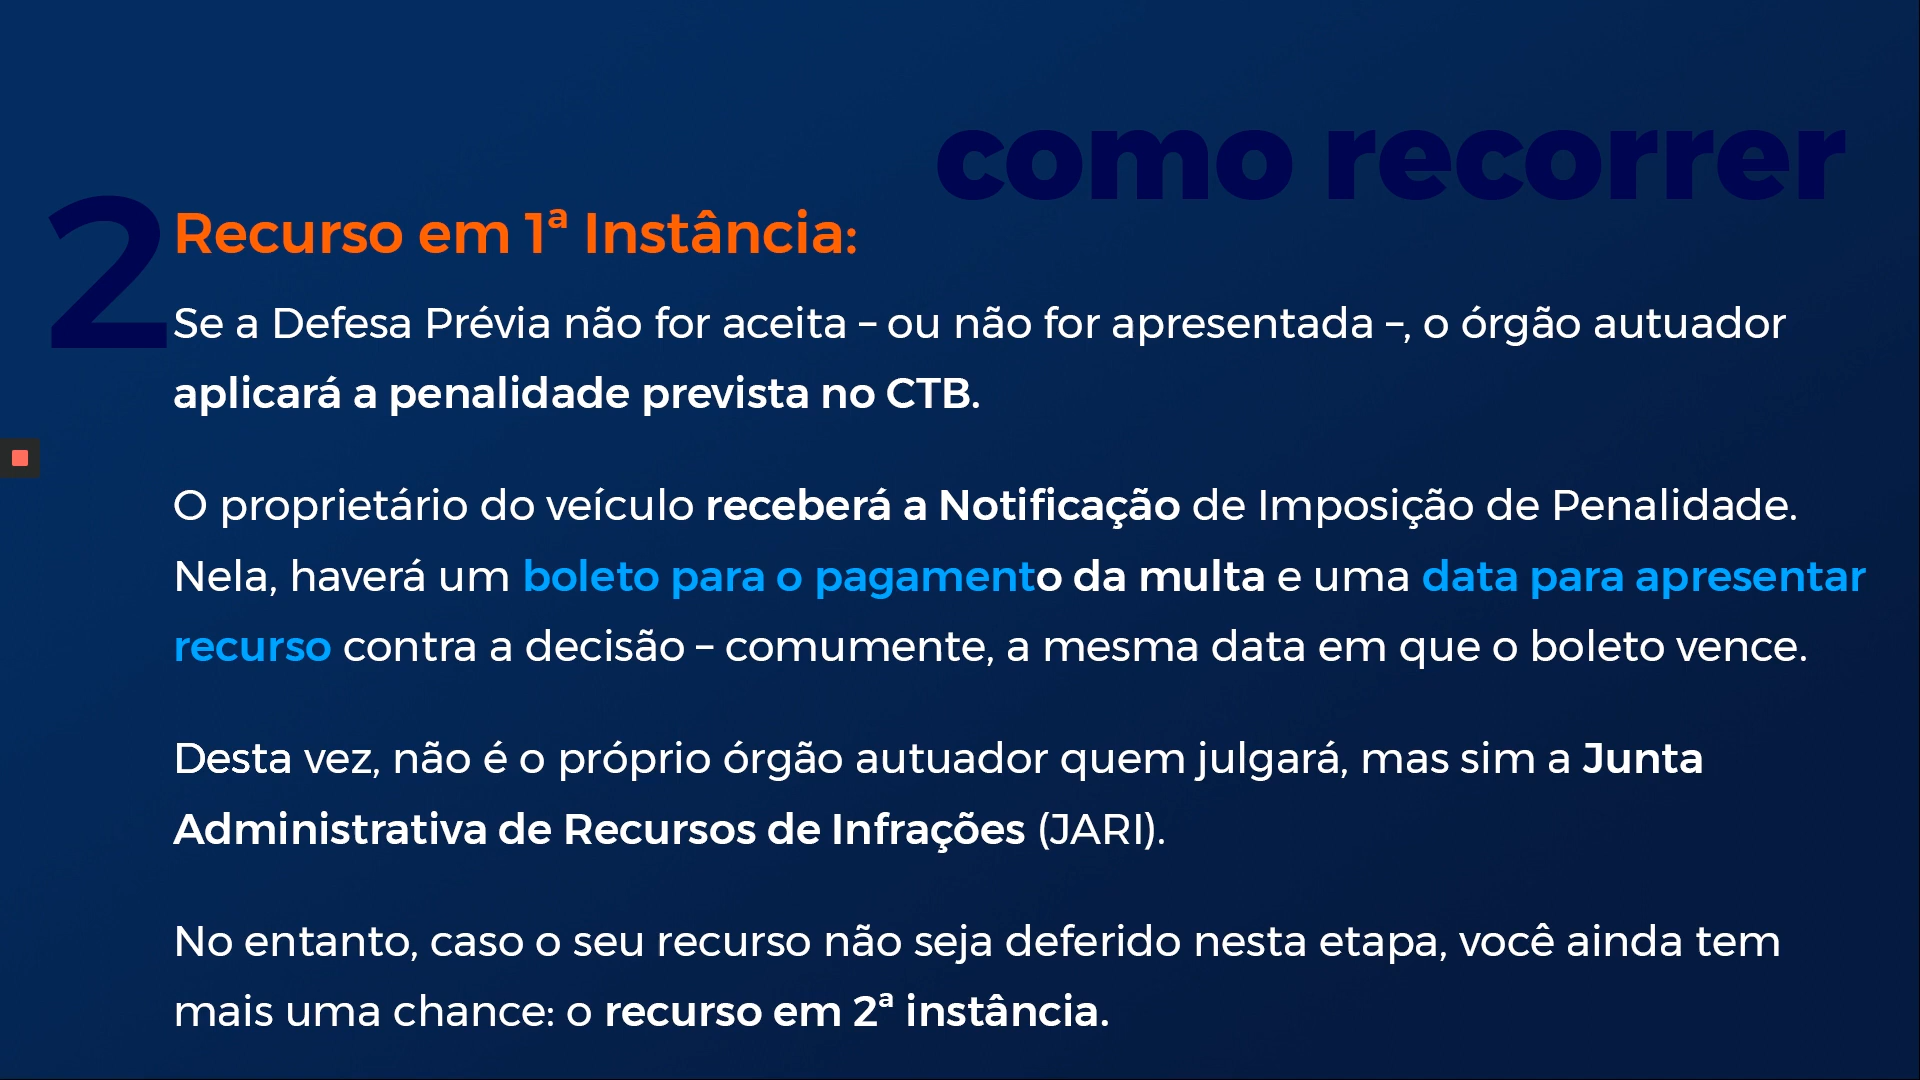 como recorrer
2
Recurso em 1ª Instância:
Se a Defesa Prévia não for aceita – ou não for apresentada –, o órgão autuador
aplicará a penalidade prevista no CTB.
O proprietário do veículo receberá a Notificação de Imposição de Penalidade.
Nela, haverá um boleto para o pagamento da multa e uma data para apresentar
recurso contra a decisão – comumente, a mesma data em que o boleto vence.
Desta vez, não é o próprio órgão autuador quem julgará, mas sim a Junta
Administrativa de Recursos de Infrações (JARI).
No entanto, caso o seu recurso não seja deferido nesta etapa, você ainda tem
mais uma chance: o recurso em 2ª instância.